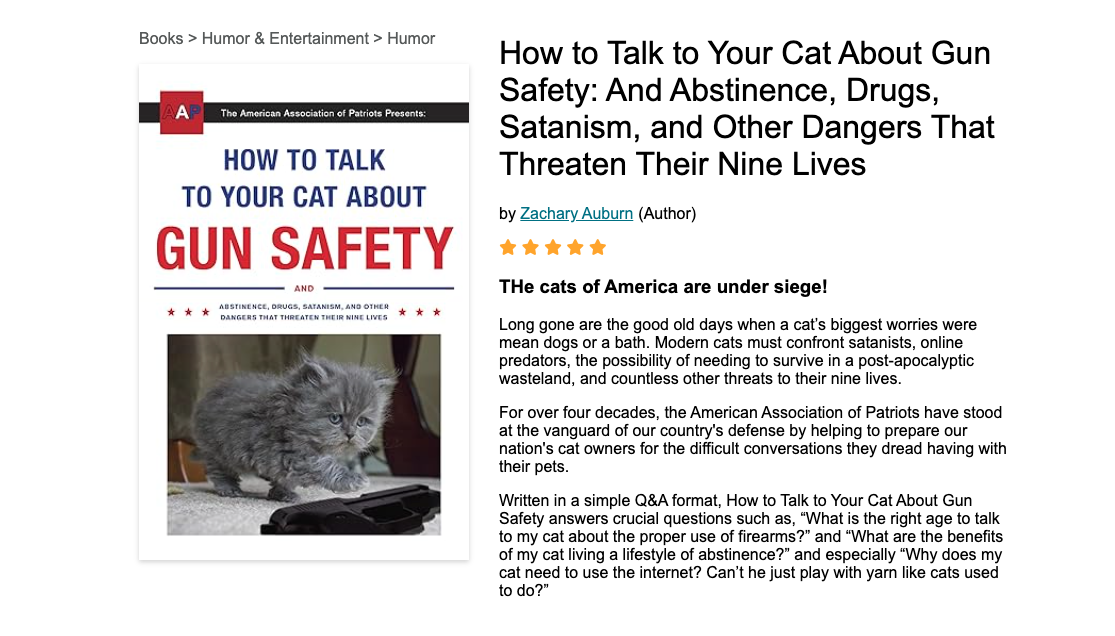 Books > Humor & Entertainment > Humor
AAP
The American Association of Patriots Presents:
HOW TO TALK
TO YOUR CAT ABOUT
GUN SAFETY
AND
ABSTINENCE, DRUGS, SATANISM, AND OTHER
DANGERS THAT THREATEN THEIR NINE LIVES
How to Talk to Your Cat About Gun
Safety: And Abstinence, Drugs,
Satanism, and Other Dangers That
Threaten Their Nine Lives
by Zachary Auburn (Author)
THe cats of America are under siege!
Long gone are the good old days when a cat’s biggest worries were
mean dogs or a bath. Modern cats must confront satanists, online
predators, the possibility of needing to survive in a post-apocalyptic
wasteland, and countless other threats to their nine lives.
For over four decades, the American Association of Patriots have stood
at the vanguard of our country's defense by helping to prepare our
nation's cat owners for the difficult conversations they dread having with
their pets.
Written in a simple Q&A format, How to Talk to Your Cat About Gun
Safety answers crucial questions such as, “What is the right age to talk
to my cat about the proper use of firearms?” and “What are the benefits
of my cat living a lifestyle of abstinence?” and especially “Why does my
cat need to use the internet? Can’t he just play with yarn like cats used
to do?”